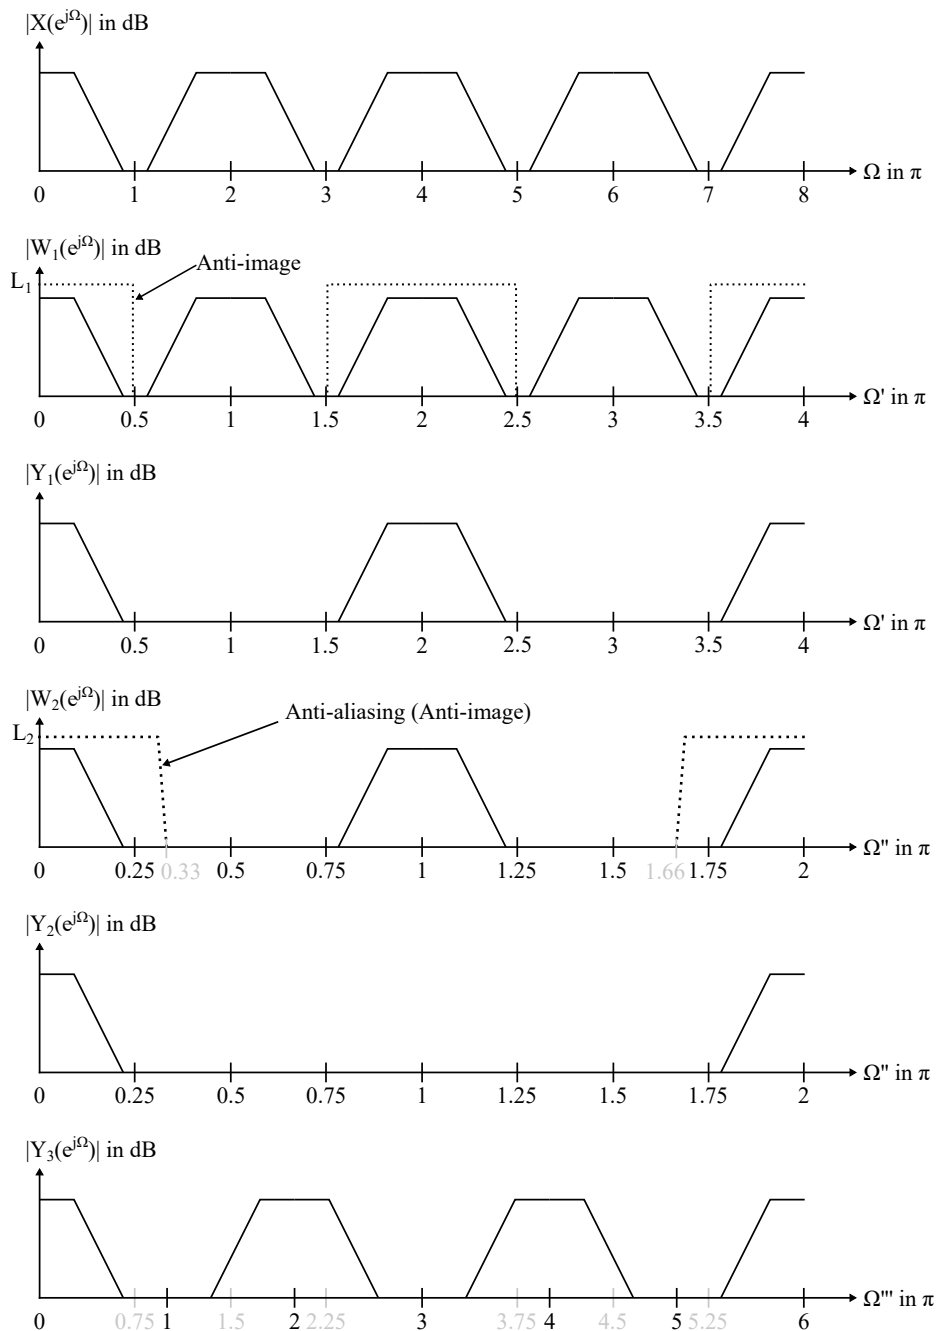 |X(e^jΩ)| in dB
0 1 2 3 4 5 6 7 8 Ω in π
|W₁(e^jΩ)| in dB
Anti-image
L₁
0 0.5 1 1.5 2 2.5 3 3.5 4 Ω' in π
|Y₁(e^jΩ)| in dB
0 0.5 1 1.5 2 2.5 3 3.5 4 Ω' in π
|W₂(e^jΩ)| in dB
Anti-aliasing (Anti-image)
L₂
0 0.25 0.33 0.5 0.75 1 1.25 1.5 1.66 1.75 2 Ω'' in π
|Y₂(e^jΩ)| in dB
0 0.25 0.5 0.75 1 1.25 1.5 1.75 2 Ω'' in π
|Y₃(e^jΩ)| in dB
0 0.75 1 1.5 2 2.25 3 3.75 4 4.5 5 5.25 6 Ω''' in π